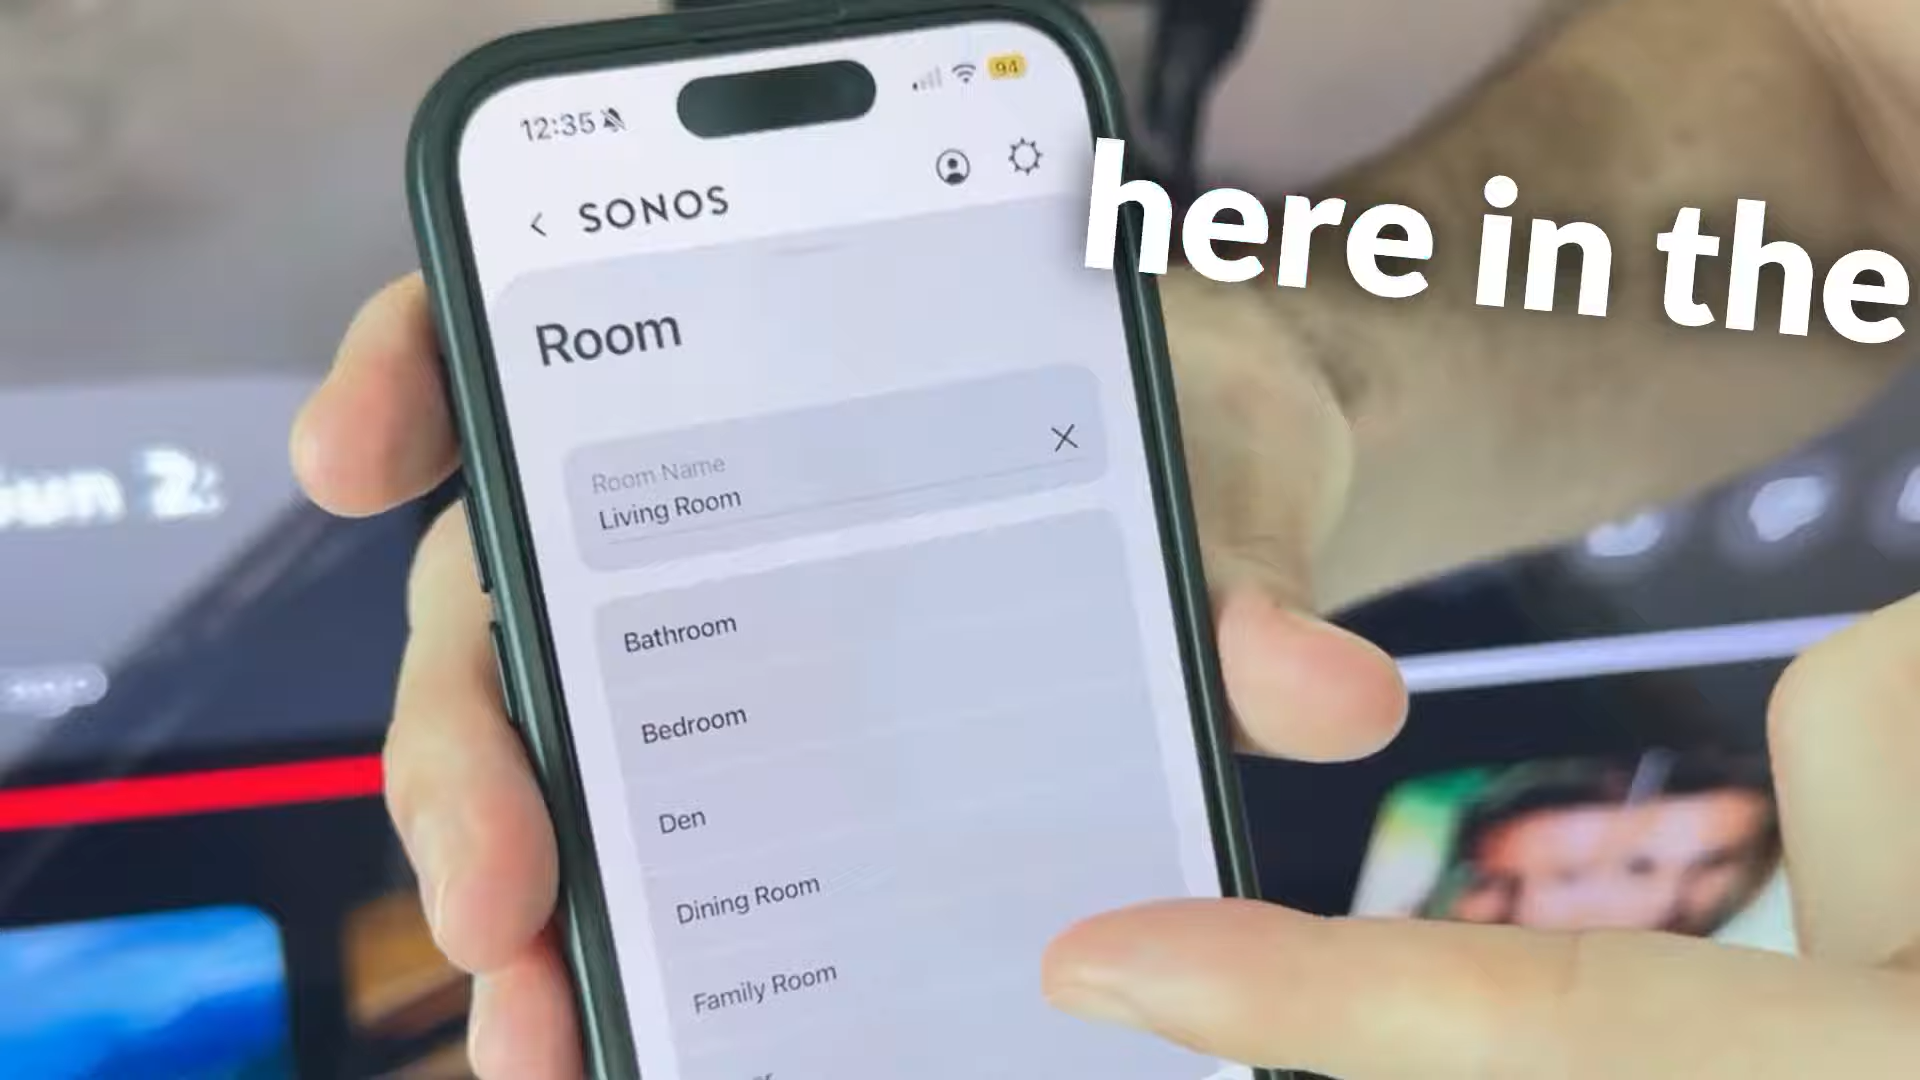 12:35
94
SONOS
here in the
Room
Room Name
Living Room
2:
Bathroom
Bedroom
Den
Dining Room
Family Room